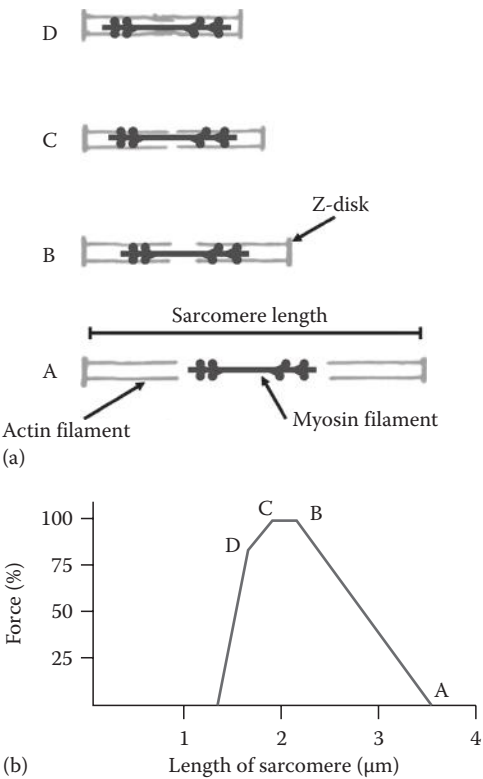 D
C
Z-disk
B
Sarcomere length
A
Actin filament
Myosin filament
(a)
100
C
B
D
75
Force (%)
50
25
A
1
2
3
4
(b)
Length of sarcomere (μm)